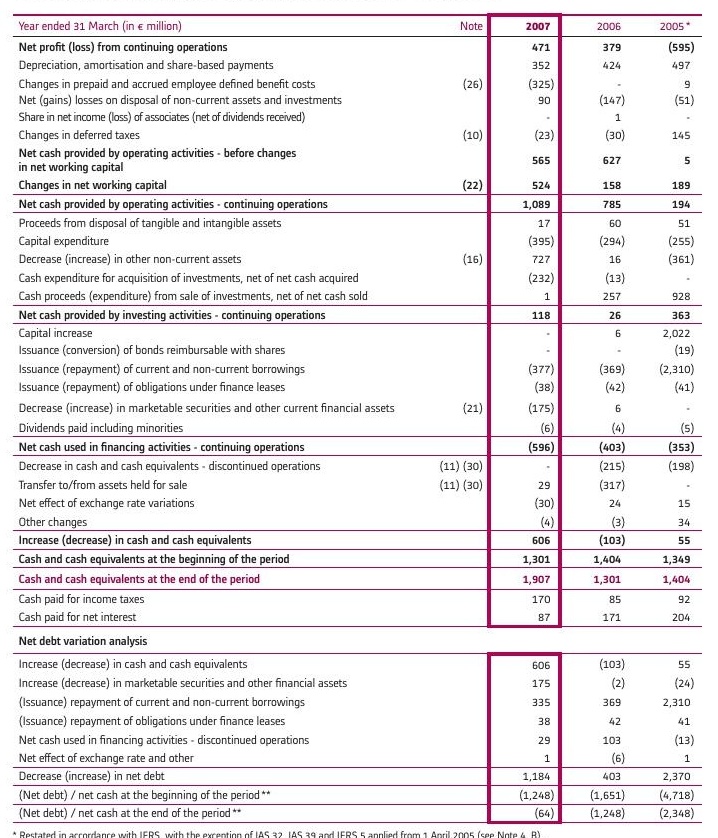 Year ended 31 March (in € million) Note 2007 2006 2005*
Net profit (loss) from continuing operations 471 379 (595)
Depreciation, amortisation and share-based payments 352 424 497
Changes in prepaid and accrued employee defined benefit costs (26) (325) - 9
Net (gains) losses on disposal of non-current assets and investments 90 (147) (51)
Share in net income (loss) of associates (net of dividends received) - 1 -
Changes in deferred taxes (10) (23) (30) 145
Net cash provided by operating activities - before changes
in net working capital 565 627 5
Changes in net working capital (22) 524 158 189
Net cash provided by operating activities - continuing operations 1,089 785 194
Proceeds from disposal of tangible and intangible assets 17 60 51
Capital expenditure (395) (294) (255)
Decrease (increase) in other non-current assets (16) 727 16 (361)
Cash expenditure for acquisition of investments, net of net cash acquired (232) (13) -
Cash proceeds (expenditure) from sale of investments, net of net cash sold 1 257 928
Net cash provided by investing activities - continuing operations 118 26 363
Capital increase - 6 2,022
Issuance (conversion) of bonds reimbursable with shares - - (19)
Issuance (repayment) of current and non-current borrowings (377) (369) (2,310)
Issuance (repayment) of obligations under finance leases (38) (42) (41)
Decrease (increase) in marketable securities and other current financial assets (21) (175) 6 -
Dividends paid including minorities (6) (4) (5)
Net cash used in financing activities - continuing operations (596) (403) (353)
Decrease in cash and cash equivalents - discontinued operations (11) (30) - (215) (198)
Transfer to/from assets held for sale (11) (30) 29 (317) -
Net effect of exchange rate variations (30) 24 15
Other changes (4) (3) 34
Increase (decrease) in cash and cash equivalents 606 (103) 55
Cash and cash equivalents at the beginning of the period 1,301 1,404 1,349
Cash and cash equivalents at the end of the period 1,907 1,301 1,404
Cash paid for income taxes 170 85 92
Cash paid for net interest 87 171 204
Net debt variation analysis
Increase (decrease) in cash and cash equivalents 606 (103) 55
Increase (decrease) in marketable securities and other financial assets 175 (2) (24)
(Issuance) repayment of current and non-current borrowings 335 369 2,310
(Issuance) repayment of obligations under finance leases 38 42 41
Net cash used in financing activities - discontinued operations 29 103 (13)
Net effect of exchange rate and other 1 (6) 1
Decrease (increase) in net debt 1,184 403 2,370
(Net debt) / net cash at the beginning of the period** (1,248) (1,651) (4,718)
(Net debt) / net cash at the end of the period** (64) (1,248) (2,348)
* Restated in accordance with IFRS, with the exception of IAS 32, IAS 39 and IFRS 5 applied from 1 April 2005 (see Note 4. B)